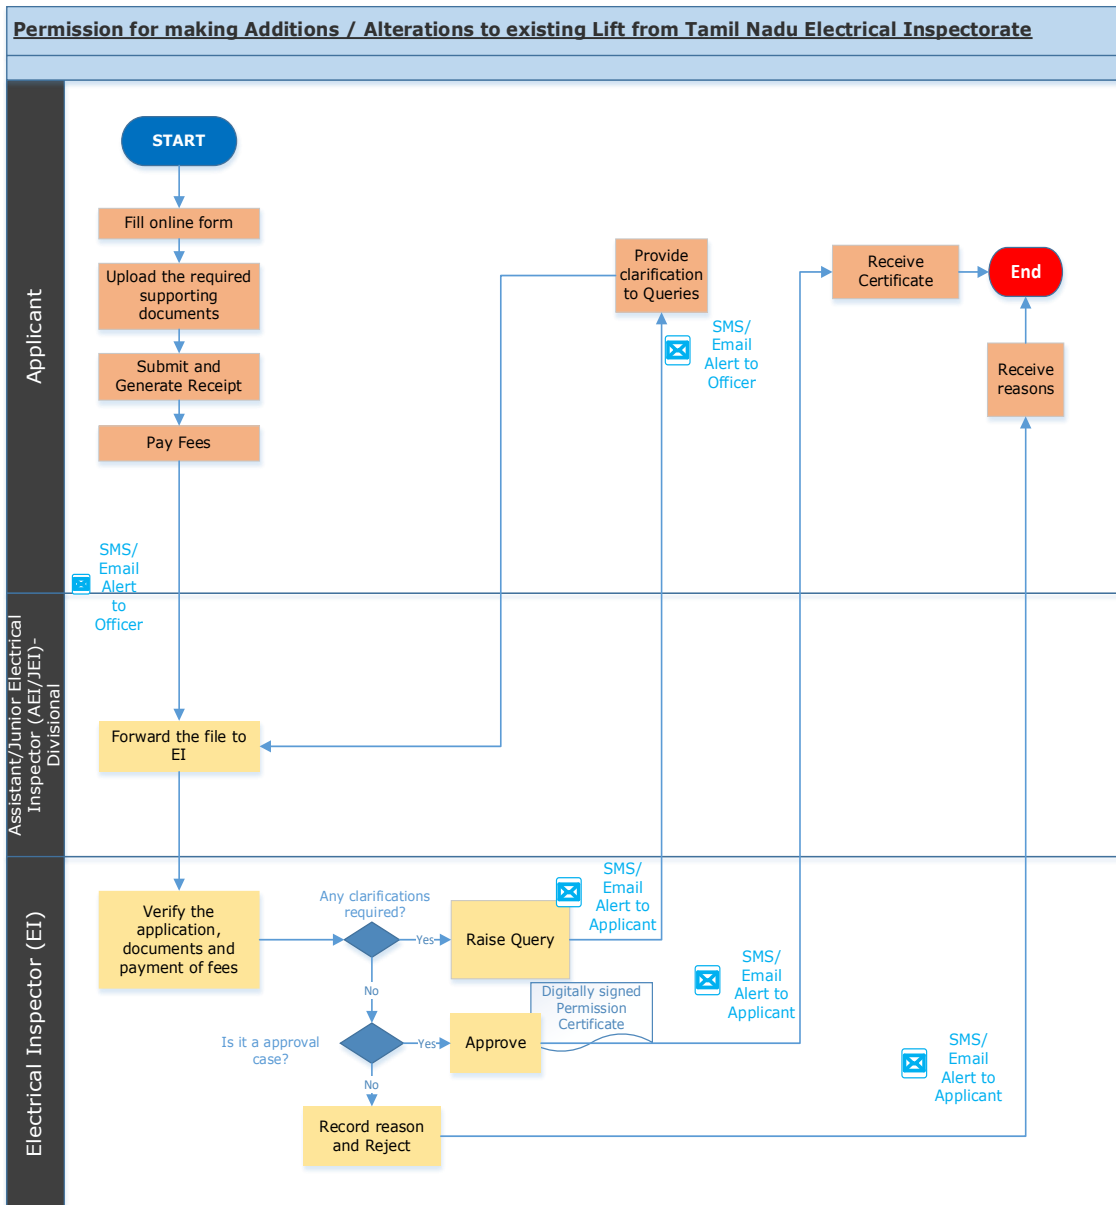 Permission for making Additions / Alterations to existing Lift from Tamil Nadu Electrical Inspectorate
Applicant
START
Fill online form
Upload the required
supporting
documents
Submit and
Generate Receipt
Pay Fees
SMS/
Email
Alert
to
Officer
Provide
clarification
to Queries
SMS/
Email
Alert to
Officer
Receive
Certificate
End
Receive
reasons
Assistant/Junior Electrical
Inspector (AEI/JEI)-
Divisional
Forward the file to
EI
Electrical Inspector (EI)
Verify the
application,
documents and
payment of fees
Any clarifications
required?
Yes
Raise Query
SMS/
Email
Alert to
Applicant
No
Is it a approval
case?
Yes
Approve
Digitally signed
Permission
Certificate
SMS/
Email
Alert to
Applicant
No
Record reason
and Reject
SMS/
Email
Alert to
Applicant